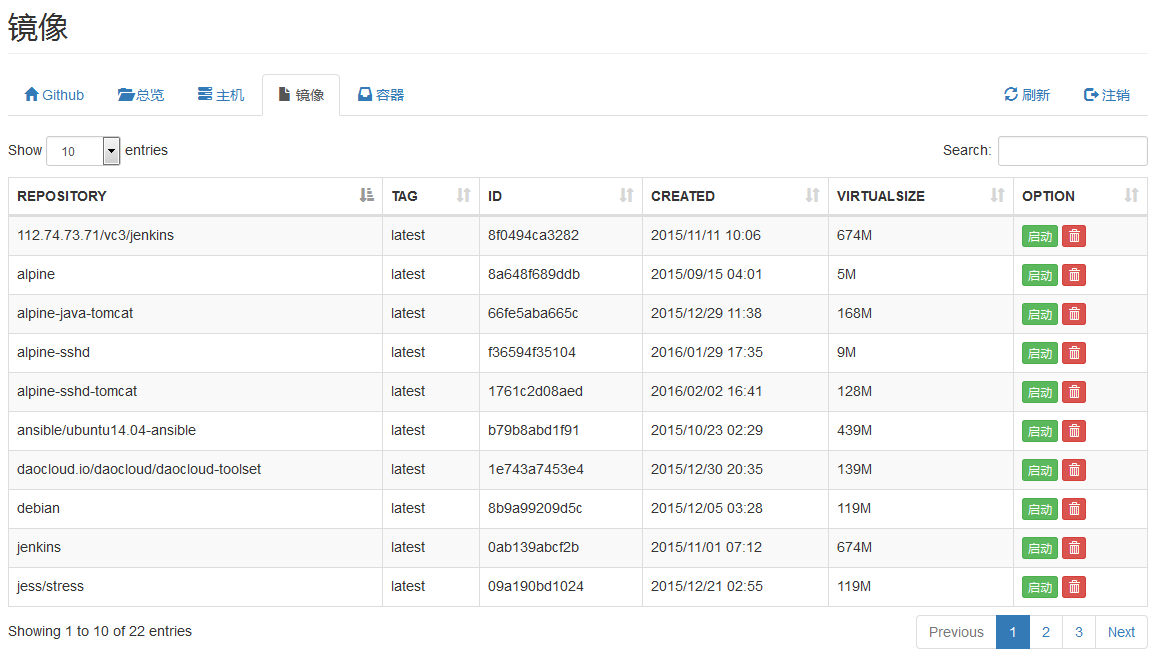 镜像
Github 总览 主机 镜像 容器 刷新 注销
Show 10 entries Search:
REPOSITORY TAG ID CREATED VIRTUALSIZE OPTION
112.74.73.71/vc3/jenkins latest 8f0494ca3282 2015/11/11 10:06 674M 启动
alpine latest 8a648f689ddb 2015/09/15 04:01 5M 启动
alpine-java-tomcat latest 66fe5aba665c 2015/12/29 11:38 168M 启动
alpine-sshd latest f36594f35104 2016/01/29 17:35 9M 启动
alpine-sshd-tomcat latest 1761c2d08aed 2016/02/02 16:41 128M 启动
ansible/ubuntu14.04-ansible latest b79b8abd1f91 2015/10/23 02:29 439M 启动
daocloud.io/daocloud/daocloud-toolset latest 1e743a7453e4 2015/12/30 20:35 139M 启动
debian latest 8b9a99209d5c 2015/12/05 03:28 119M 启动
jenkins latest 0ab139abcf2b 2015/11/01 07:12 674M 启动
jess/stress latest 09a190bd1024 2015/12/21 02:55 119M 启动
Showing 1 to 10 of 22 entries Previous 1 2 3 Next